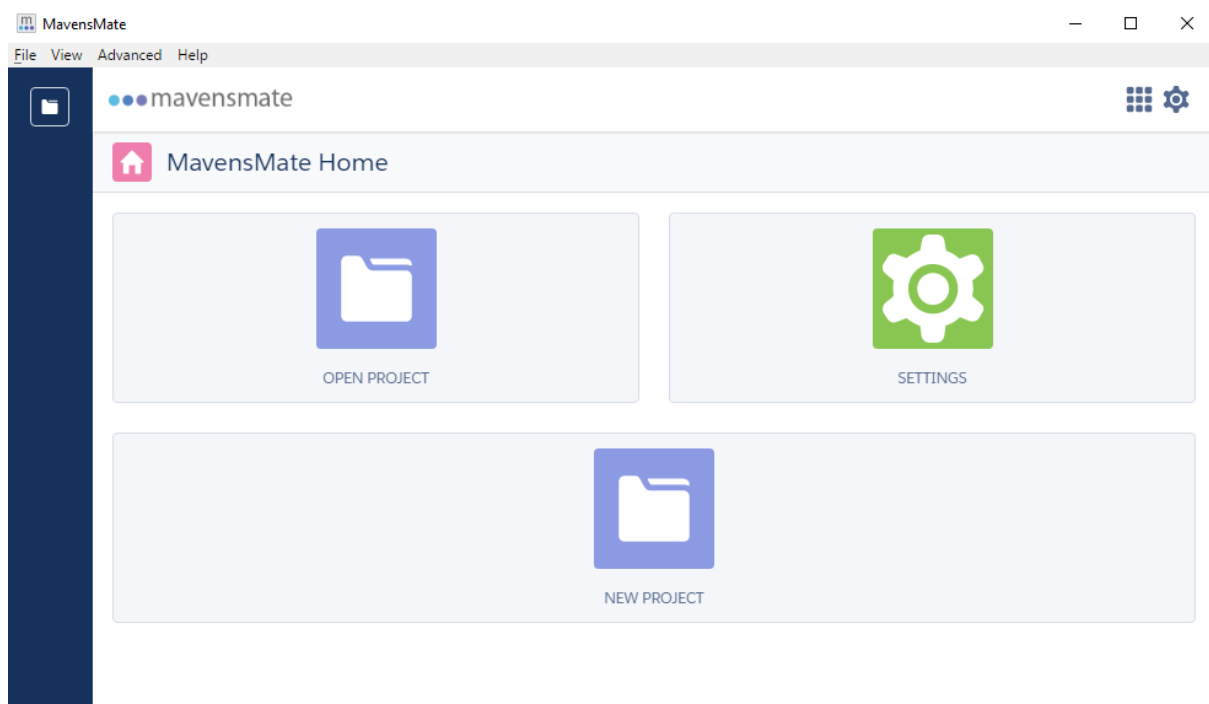 m MavensMate
File View Advanced Help
mavensmate
MavensMate Home
OPEN PROJECT
SETTINGS
NEW PROJECT